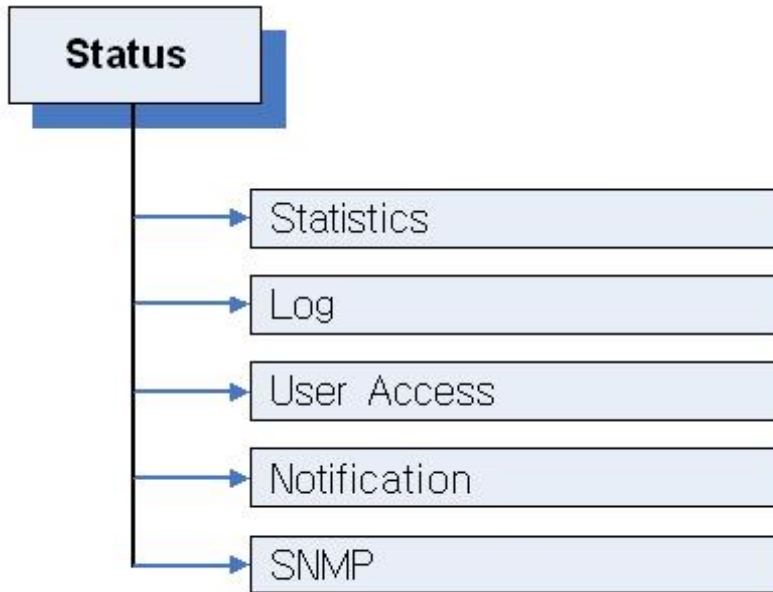 Status
Statistics
Log
User Access
Notification
SNMP